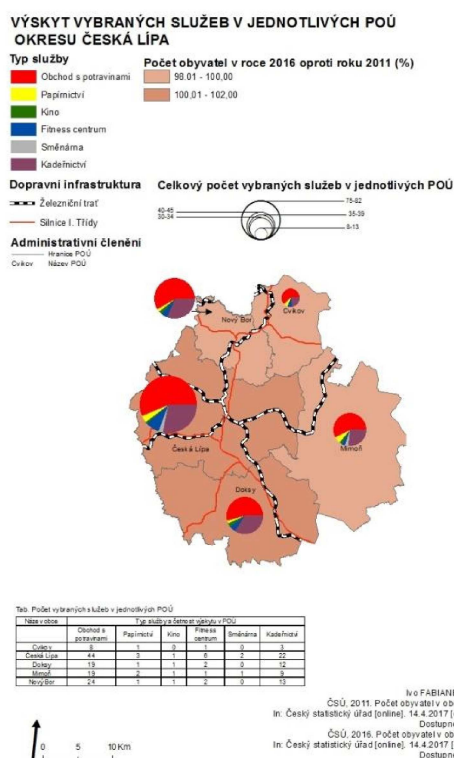 VÝSKYT VYBRANÝCH SLUŽEB V JEDNOTLIVÝCH POÚ
OKRESU ČESKÁ LÍPA
Typ služby
Obchod s potravinami
Papírnictví
Kino
Fitness centrum
Směnárna
Kadeřnictví
Počet obyvatel v roce 2016 oproti roku 2011 (%)
98.01 - 100,00
100,01 - 102,00
Dopravní infrastruktura
Železniční trať
Silnice I. Třídy
Celkový počet vybraných služeb v jednotlivých POÚ
75-82
40-45
35-39
30-34
8-13
Administrativní členění
Hranice POÚ
Cvikov Název POÚ
Cvikov
Nový Bor
Mimoň
Česká Lípa
Doksy
Tab. Počet vybraných služeb v jednotlivých POÚ
Název obce Typ služby a četnost výskytu v POÚ
Obchod s potravinami Papírnictví Kino Fitness centrum Směnárna Kadeřnictví
Cvikov 8 1 0 1 0 3
Česká Lípa 44 3 1 6 2 22
Doksy 19 1 1 2 0 12
Mimoň 19 2 1 1 1 9
Nový Bor 24 1 1 2 0 13
Ivo FABIAN
ČSÚ, 2011. Počet obyvatel v ob
In: Český statistický úřad [online]. 14.4.2017 [
Dostupn
ČSÚ, 2016. Počet obyvatel v ob
In: Český statistický úřad [online]. 14.4.2017 [
Dostupn
0 5 10 Km